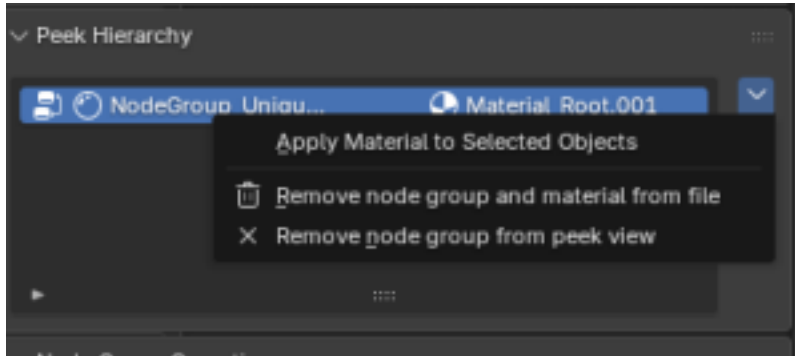 Peek Hierarchy
NodeGroup_Uniqu... Material_Root.001
Apply Material to Selected Objects
Remove node group and material from file
Remove node group from peek view